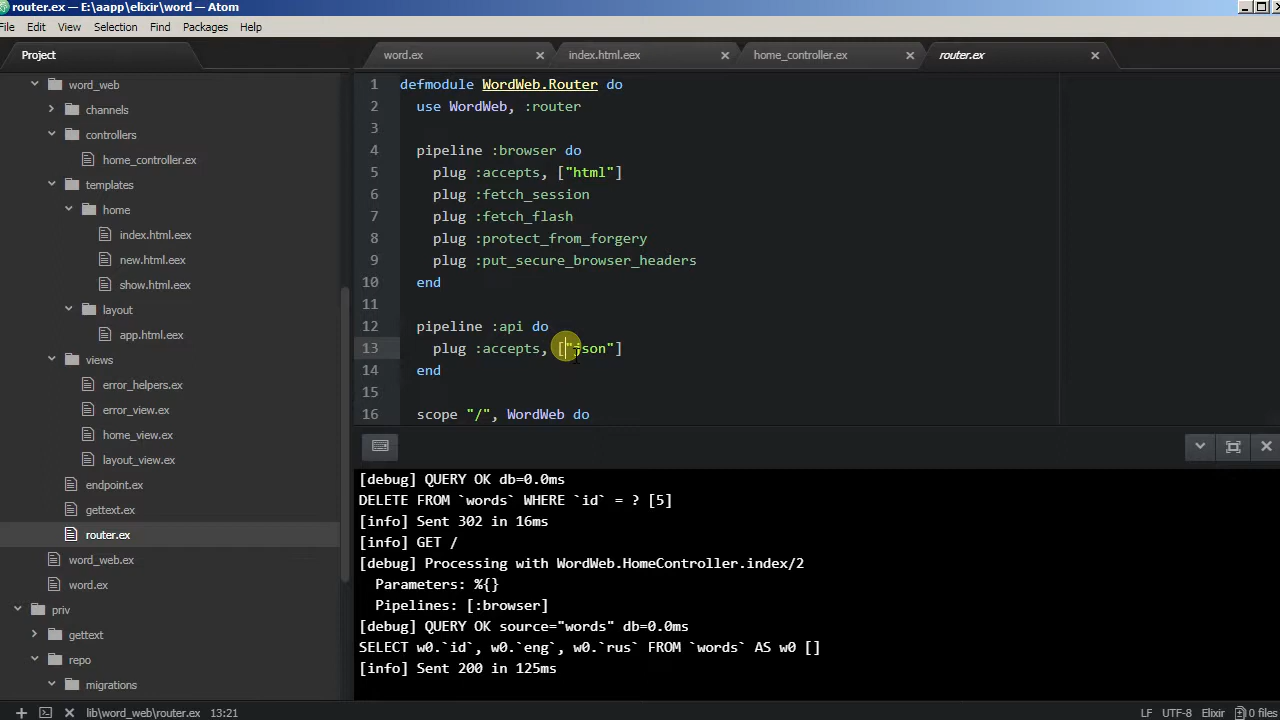 router.ex — E:\aapp\elixir\word — Atom
File Edit View Selection Find Packages Help
Project
word.ex
index.html.eex
home_controller.ex
router.ex
word_web
channels
controllers
home_controller.ex
templates
home
index.html.eex
new.html.eex
show.html.eex
layout
app.html.eex
views
error_helpers.ex
error_view.ex
home_view.ex
layout_view.ex
endpoint.ex
gettext.ex
router.ex
word_web.ex
word.ex
priv
gettext
repo
migrations
1 defmodule WordWeb.Router do
2 use WordWeb, :router
3
4 pipeline :browser do
5 plug :accepts, ["html"]
6 plug :fetch_session
7 plug :fetch_flash
8 plug :protect_from_forgery
9 plug :put_secure_browser_headers
10 end
11
12 pipeline :api do
13 plug :accepts, ["json"]
14 end
15
16 scope "/", WordWeb do
[debug] QUERY OK db=0.0ms
DELETE FROM `words` WHERE `id` = ? [5]
[info] Sent 302 in 16ms
[info] GET /
[debug] Processing with WordWeb.HomeController.index/2
Parameters: %{}
Pipelines: [:browser]
[debug] QUERY OK source="words" db=0.0ms
SELECT w0.`id`, w0.`eng`, w0.`rus` FROM `words` AS w0 []
[info] Sent 200 in 125ms
lib\word_web\router.ex 13:21
LF UTF-8 Elixir 0 files